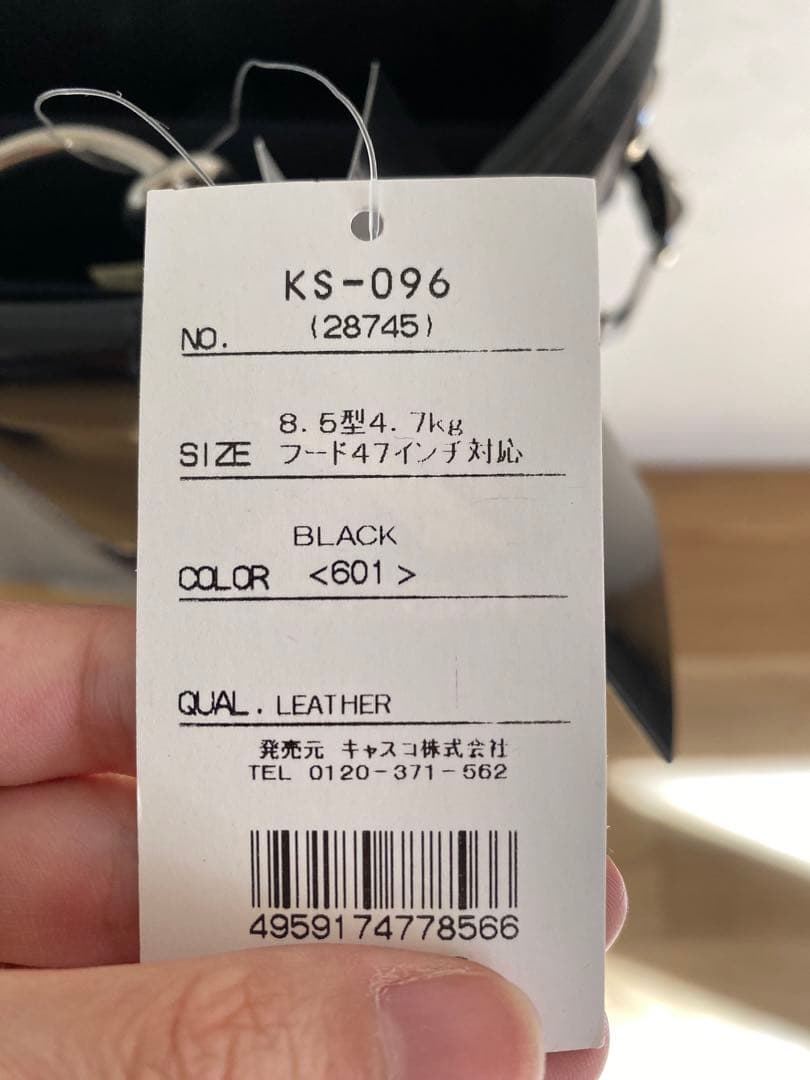 KS-096
NO. (28745)
8.5型4.7kg
SIZE フード47インチ対応
BLACK
COLOR <601>
QUAL. LEATHER
発売元 キャスコ株式会社
TEL 0120-371-562
4959174778566